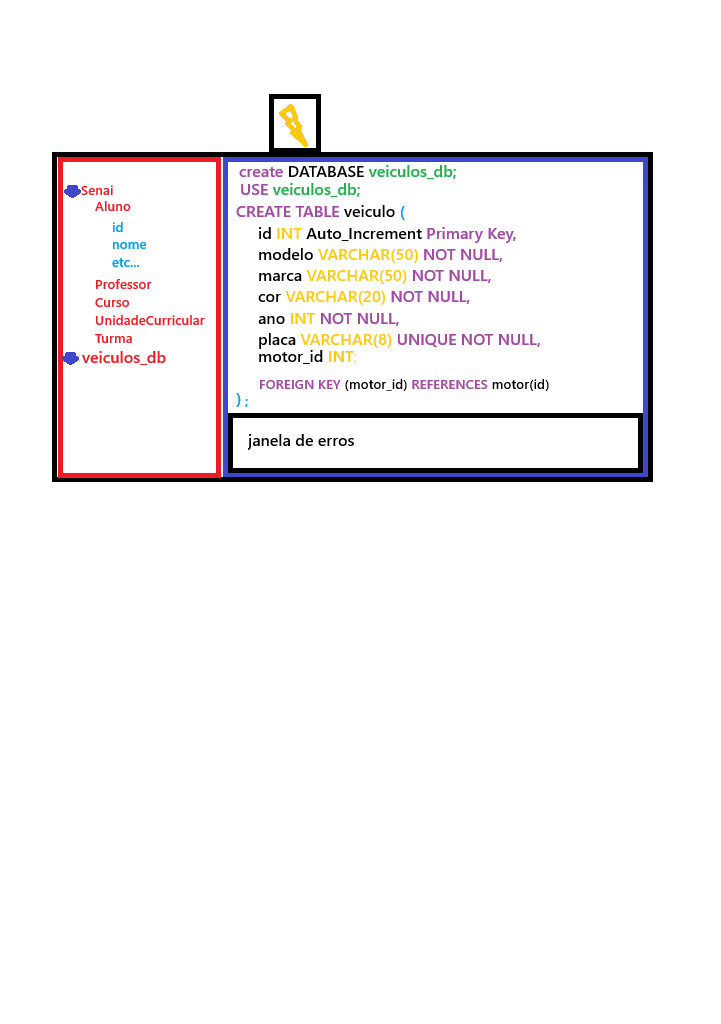 Senai
Aluno
id
nome
etc...
Professor
Curso
UnidadeCurricular
Turma
veiculos_db
create DATABASE veiculos_db;
USE veiculos_db;
CREATE TABLE veiculo (
id INT Auto_Increment Primary Key,
modelo VARCHAR(50) NOT NULL,
marca VARCHAR(50) NOT NULL,
cor VARCHAR(20) NOT NULL,
ano INT NOT NULL,
placa VARCHAR(8) UNIQUE NOT NULL,
motor_id INT;
FOREIGN KEY (motor_id) REFERENCES motor(id)
) ;
janela de erros